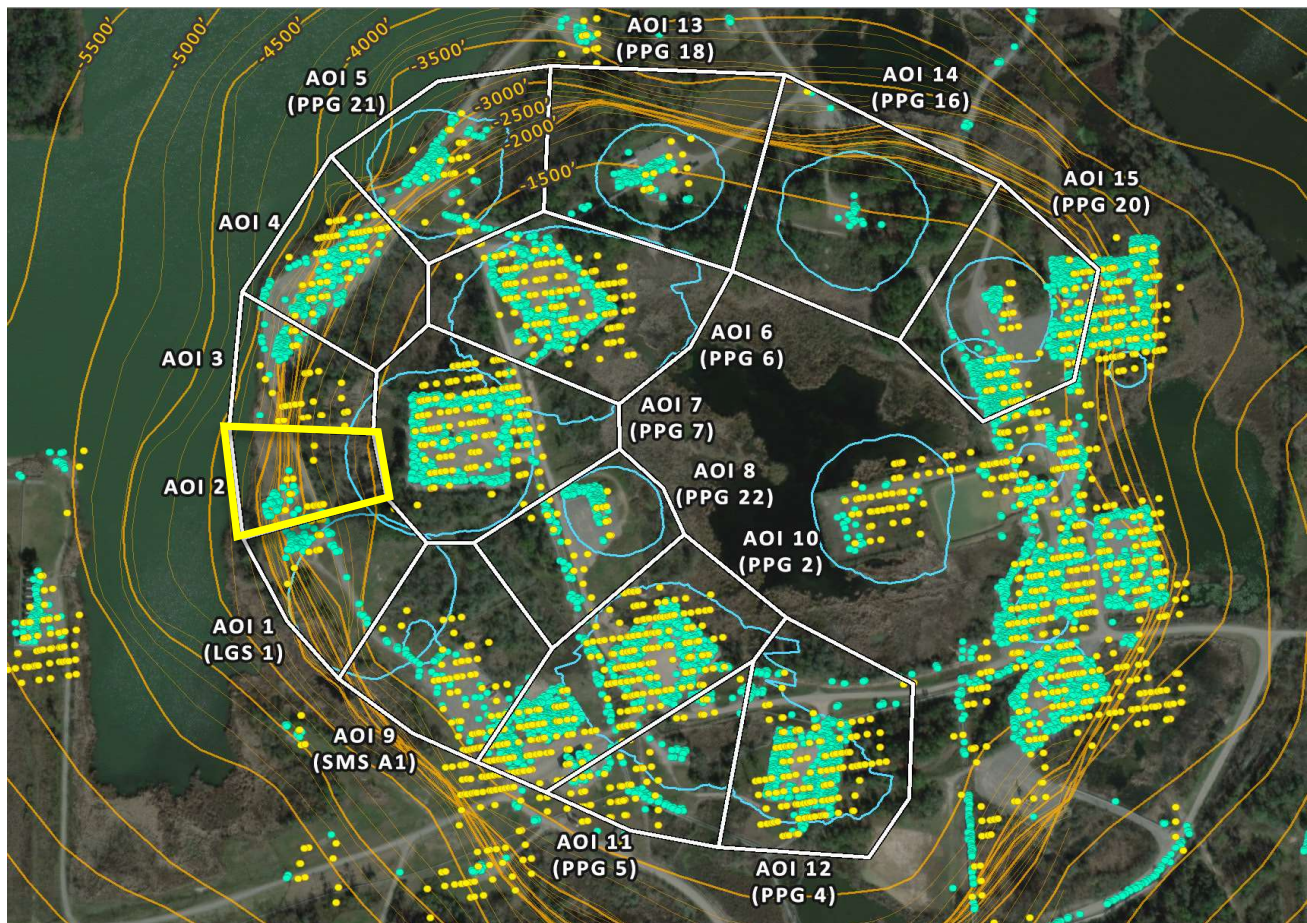 -5500'
-5000'
-4500'
-4000'
-3500'
-3000'
-2500'
-2000'
-1500'
AOI 13
(PPG 18)
AOI 14
(PPG 16)
AOI 5
(PPG 21)
AOI 15
(PPG 20)
AOI 4
AOI 3
AOI 6
(PPG 6)
AOI 7
(PPG 7)
AOI 2
AOI 8
(PPG 22)
AOI 10
(PPG 2)
AOI 1
(LGS 1)
AOI 9
(SMS A1)
AOI 11
(PPG 5)
AOI 12
(PPG 4)